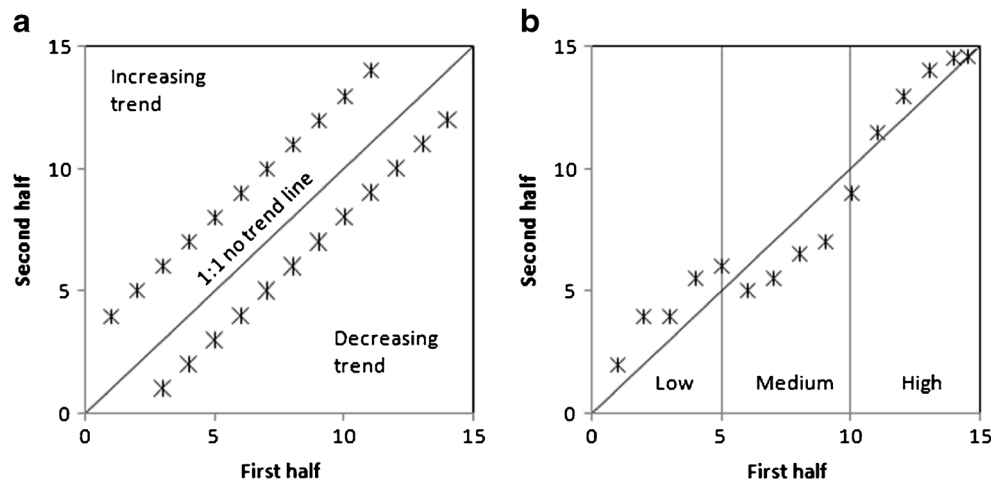 a
15
10
5
0
0 5 10 15
Second half
First half
Increasing
trend
1:1 no trend line
Decreasing
trend
b
15
10
5
0
0 5 10 15
Second half
First half
Low Medium High